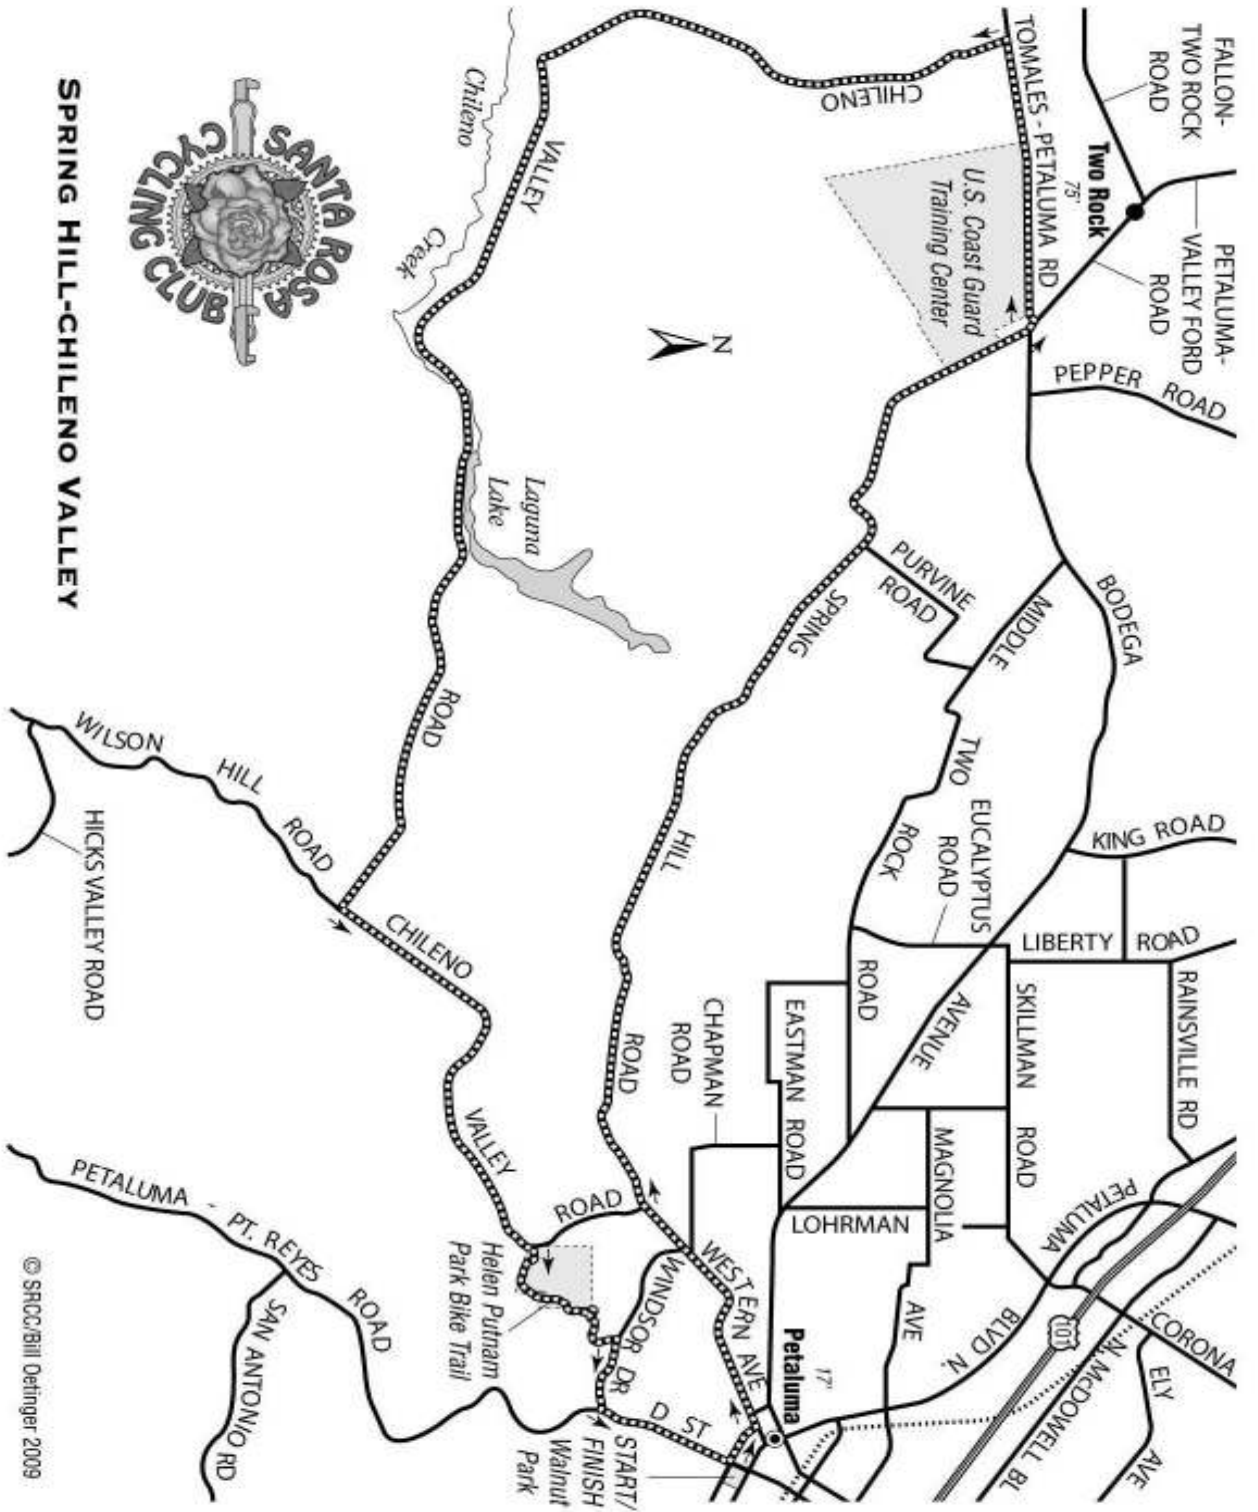 FALLON-
TWO ROCK
ROAD
PETALUMA-
VALLEY FORD
ROAD
Two Rock
75'
TOMALES - PETALUMA RD
U.S. Coast Guard
Training Center
CHILENO
VALLEY
ROAD
Chileno
Creek
Laguna
Lake
N
PEPPER ROAD
BODEGA
AVENUE
PURVINE
ROAD
MIDDLE
TWO
ROCK
ROAD
SPRING
HILL
ROAD
EUCALYPTUS
ROAD
KING ROAD
LIBERTY ROAD
RAINSVILLE RD
SKILLMAN
ROAD
EASTMAN ROAD
CHAPMAN
ROAD
MAGNOLIA
AVE
LOHRMAN
PETALUMA
BLVD N.
101
CORONA
N. McDOWELL BL
ELY
AVE
Petaluma
17'
WESTERN AVE
WINDSOR DR
D ST
START/
FINISH
Walnut
Park
CHILENO
VALLEY
ROAD
Helen Putnam
Park Bike Trail
WILSON
HILL
ROAD
HICKS VALLEY ROAD
PETALUMA - PT. REYES
ROAD
SAN ANTONIO RD
SANTA ROSA
CYCLING CLUB
SPRING HILL-CHILENO VALLEY
© SRCC/Bill Oetinger 2009